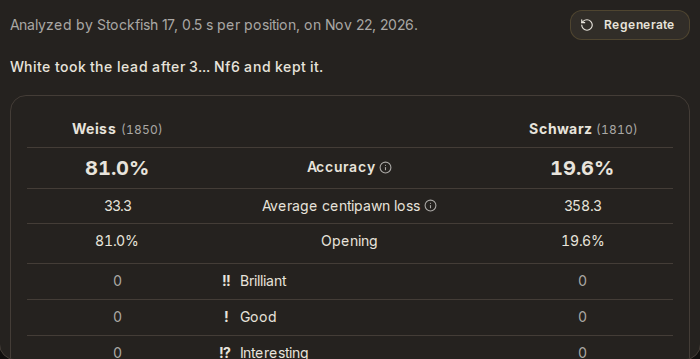 Analyzed by Stockfish 17, 0.5 s per position, on Nov 22, 2026.
Regenerate
White took the lead after 3... Nf6 and kept it.
Weiss (1850) Schwarz (1810)
81.0% Accuracy 19.6%
33.3 Average centipawn loss 358.3
81.0% Opening 19.6%
0 !! Brilliant 0
0 ! Good 0
0 !? Interesting 0